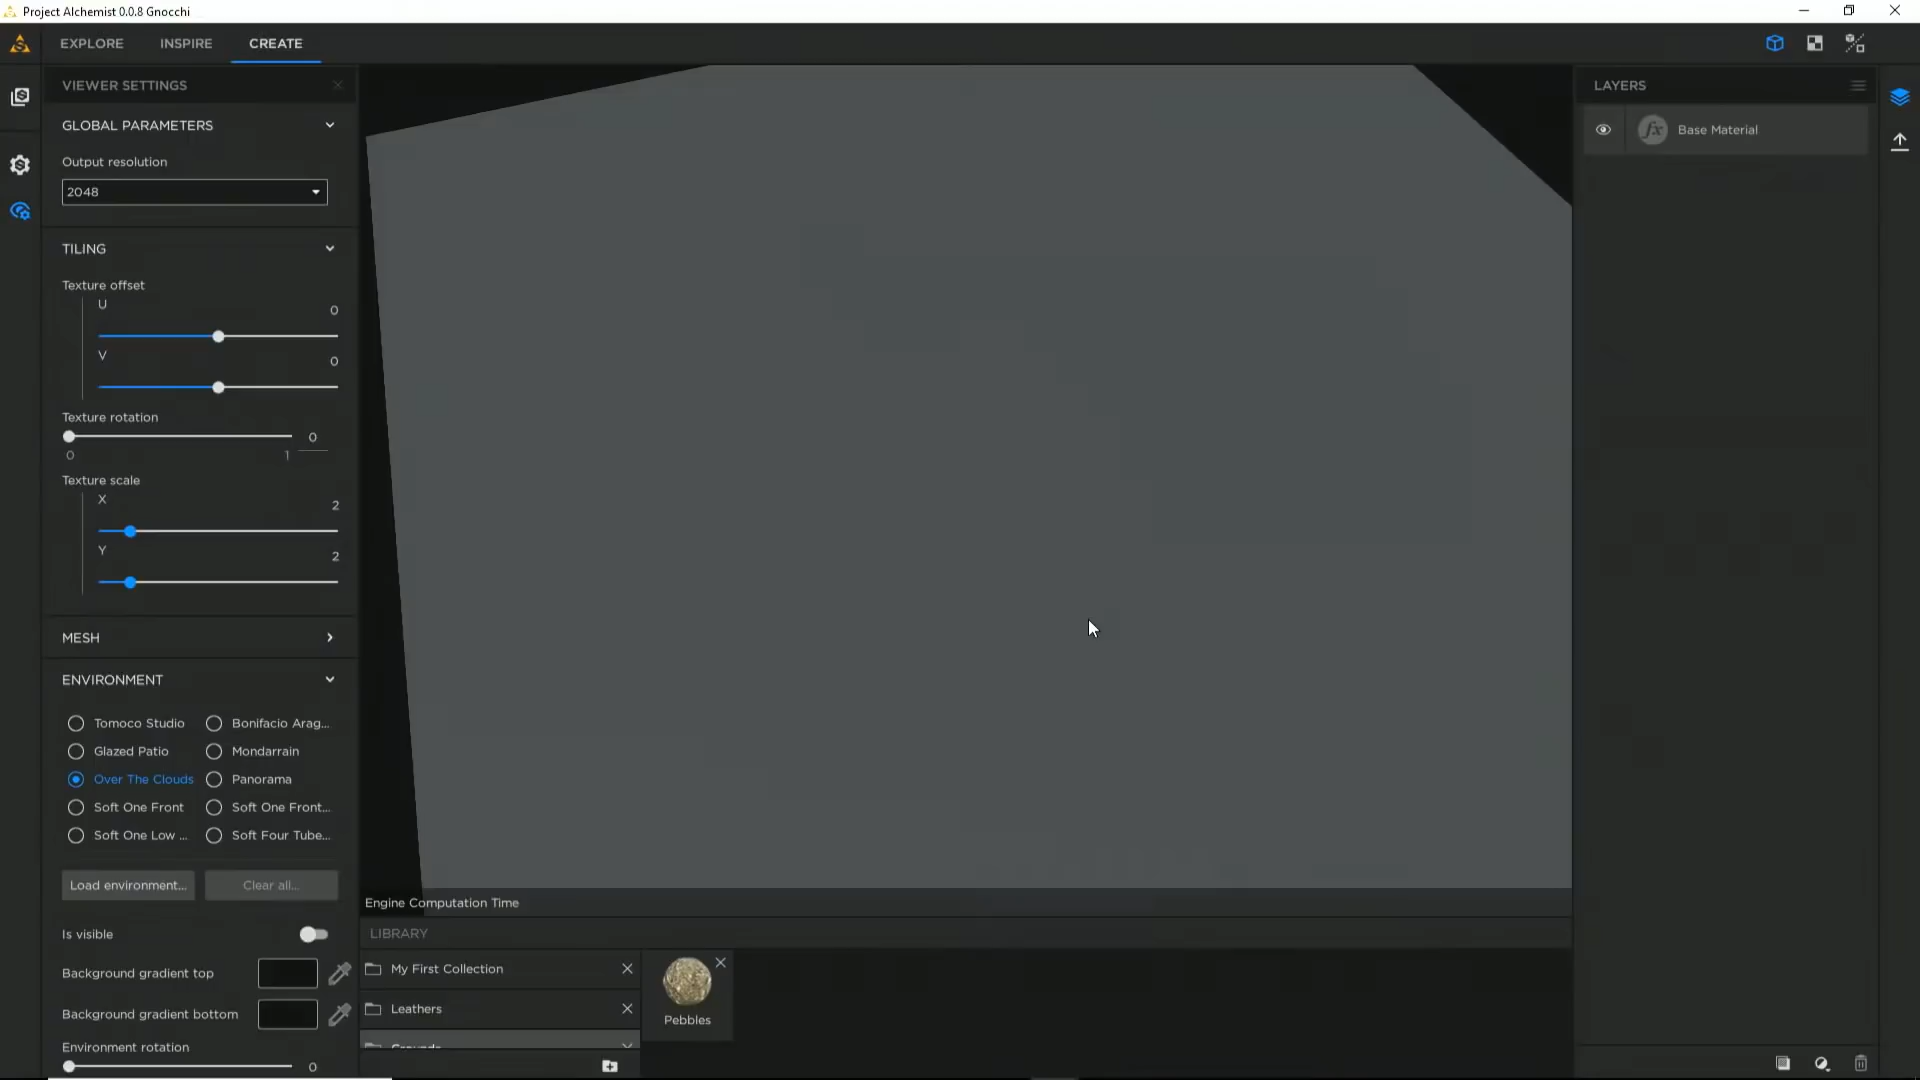 Project Alchemist 0.0.8 Gnocchi
EXPLORE INSPIRE CREATE
VIEWER SETTINGS
GLOBAL PARAMETERS
Output resolution
2048
TILING
Texture offset
U 0
V 0
Texture rotation
0
0 1
Texture scale
X 2
Y 2
MESH
ENVIRONMENT
Tomoco Studio Bonifacio Arag...
Glazed Patio Mondarrain
Over The Clouds Panorama
Soft One Front Soft One Front...
Soft One Low ... Soft Four Tube...
Load environment... Clear all...
Is visible
Background gradient top
Background gradient bottom
Environment rotation
0
Engine Computation Time
LIBRARY
My First Collection
Leathers
Grounds
Pebbles
LAYERS
fx Base Material